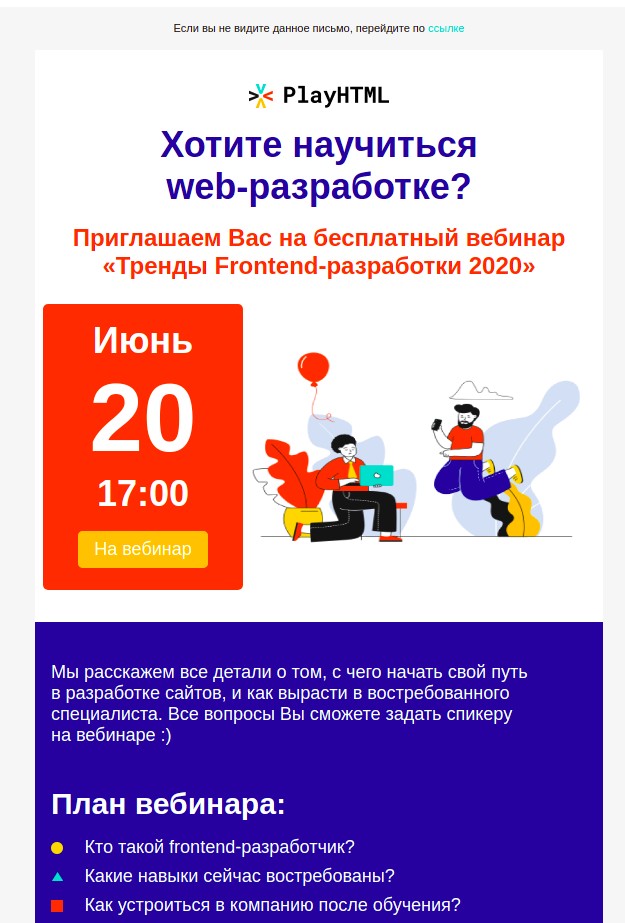 Если вы не видите данное письмо, перейдите по ссылке
PlayHTML
Хотите научиться
web-разработке?
Приглашаем Вас на бесплатный вебинар
«Тренды Frontend-разработки 2020»
Июнь
20
17:00
На вебинар
Мы расскажем все детали о том, с чего начать свой путь
в разработке сайтов, и как вырасти в востребованного
специалиста. Все вопросы Вы сможете задать спикеру
на вебинаре :)
План вебинара:
Кто такой frontend-разработчик?
Какие навыки сейчас востребованы?
Как устроиться в компанию после обучения?